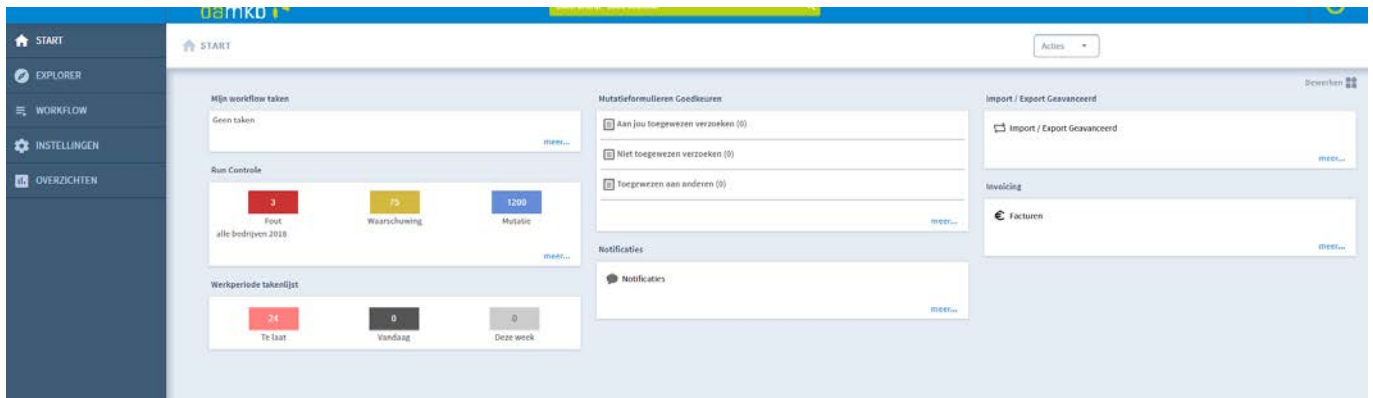 damkb
START
EXPLORER
WORKFLOW
INSTELLINGEN
OVERZICHTEN
START
Acties
Bewerken
Mijn workflow taken
Geen taken
meer...
Run Controle
3
75
1200
Fout
Waarschuwing
Mutatie
alle bedrijven 2018
meer...
Werkperiode takenlijst
24
0
0
Te laat
Vandaag
Deze week
Mutatieformulieren Goedkeuren
Aan jou toegewezen verzoeken (0)
Niet toegewezen verzoeken (0)
Toegewezen aan anderen (0)
meer...
Notificaties
Notificaties
meer...
Import / Export Geavanceerd
Import / Export Geavanceerd
meer...
Invoicing
Facturen
meer...